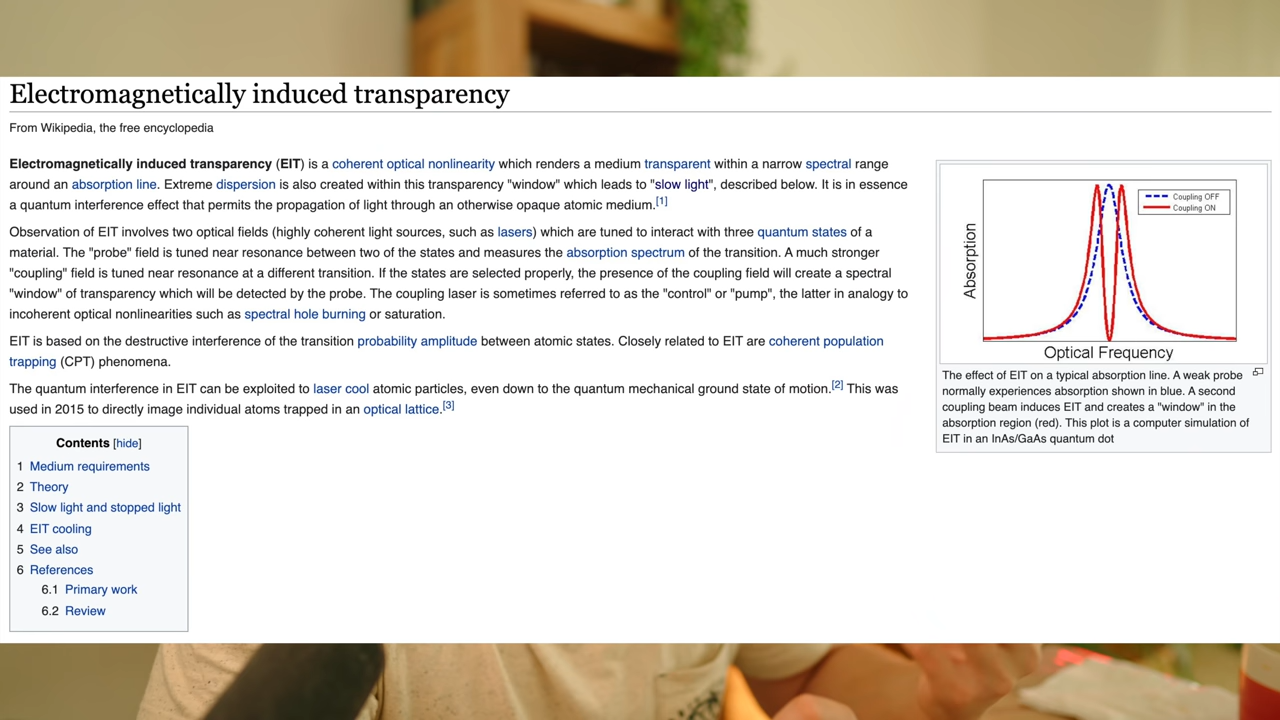 Electromagnetically induced transparency
From Wikipedia, the free encyclopedia
Electromagnetically induced transparency (EIT) is a coherent optical nonlinearity which renders a medium transparent within a narrow spectral range
around an absorption line. Extreme dispersion is also created within this transparency "window" which leads to "slow light", described below. It is in essence
a quantum interference effect that permits the propagation of light through an otherwise opaque atomic medium.[1]
Observation of EIT involves two optical fields (highly coherent light sources, such as lasers) which are tuned to interact with three quantum states of a
material. The "probe" field is tuned near resonance between two of the states and measures the absorption spectrum of the transition. A much stronger
"coupling" field is tuned near resonance at a different transition. If the states are selected properly, the presence of the coupling field will create a spectral
"window" of transparency which will be detected by the probe. The coupling laser is sometimes referred to as the "control" or "pump", the latter in analogy to
incoherent optical nonlinearities such as spectral hole burning or saturation.
EIT is based on the destructive interference of the transition probability amplitude between atomic states. Closely related to EIT are coherent population
trapping (CPT) phenomena.
The quantum interference in EIT can be exploited to laser cool atomic particles, even down to the quantum mechanical ground state of motion.[2] This was
used in 2015 to directly image individual atoms trapped in an optical lattice.[3]
Contents [hide]
1 Medium requirements
2 Theory
3 Slow light and stopped light
4 EIT cooling
5 See also
6 References
6.1 Primary work
6.2 Review
Coupling OFF
Coupling ON
Absorption
Optical Frequency
The effect of EIT on a typical absorption line. A weak probe
normally experiences absorption shown in blue. A second
coupling beam induces EIT and creates a "window" in the
absorption region (red). This plot is a computer simulation of
EIT in an InAs/GaAs quantum dot